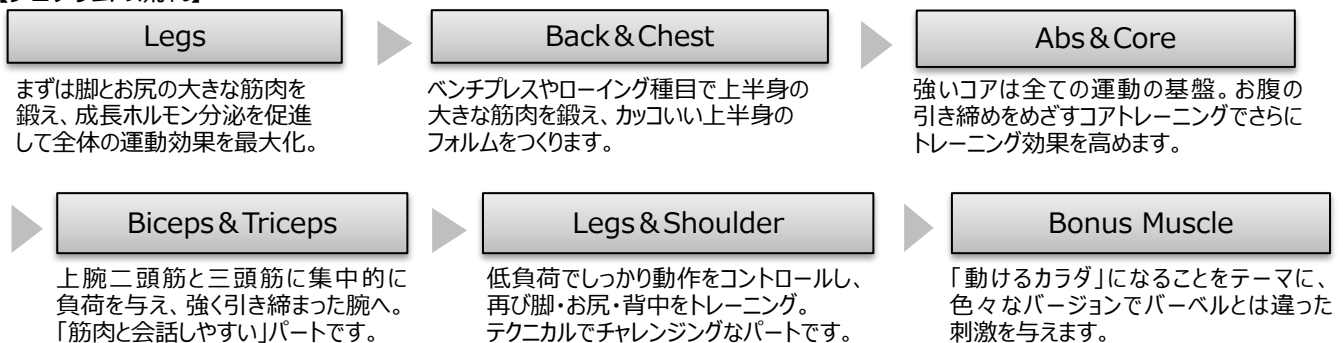 Legs
まずは脚とお尻の大きな筋肉を
鍛え、成長ホルモン分泌を促進
して全体の運動効果を最大化。
Back＆Chest
ベンチプレスやローイング種目で上半身の
大きな筋肉を鍛え、カッコいい上半身の
フォルムをつくります。
Abs＆Core
強いコアは全ての運動の基盤。お腹の
引き締めをめざすコアトレーニングでさらに
トレーニング効果を高めます。
Biceps＆Triceps
上腕二頭筋と三頭筋に集中的に
負荷を与え、強く引き締まった腕へ。
「筋肉と会話しやすい」パートです。
Legs＆Shoulder
低負荷でしっかり動作をコントロールし、
再び脚・お尻・背中をトレーニング。
テクニカルでチャレンジングなパートです。
Bonus Muscle
「動けるカラダ」になることをテーマに、
色々なバージョンでバーベルとは違った
刺激を与えます。